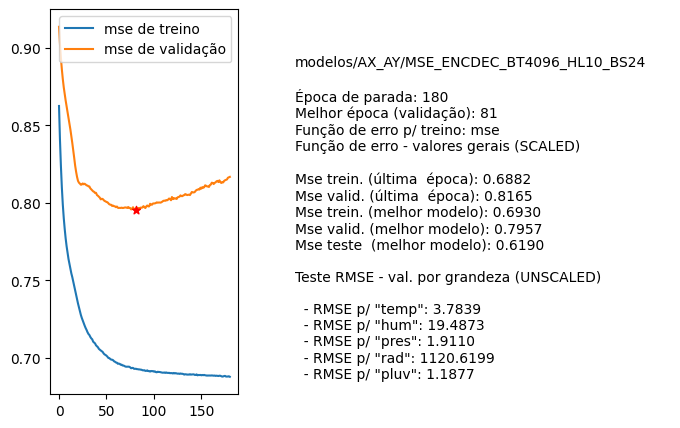 mse de treino
mse de validação
0.90
0.85
0.80
0.75
0.70
0
50
100
150
modelos/AX_AY/MSE_ENCDEC_BT4096_HL10_BS24
Época de parada: 180
Melhor época (validação): 81
Função de erro p/ treino: mse
Função de erro - valores gerais (SCALED)
Mse trein. (última  época): 0.6882
Mse valid. (última  época): 0.8165
Mse trein. (melhor modelo): 0.6930
Mse valid. (melhor modelo): 0.7957
Mse teste  (melhor modelo): 0.6190
Teste RMSE - val. por grandeza (UNSCALED)
- RMSE p/ "temp": 3.7839
- RMSE p/ "hum": 19.4873
- RMSE p/ "pres": 1.9110
- RMSE p/ "rad": 1120.6199
- RMSE p/ "pluv": 1.1877